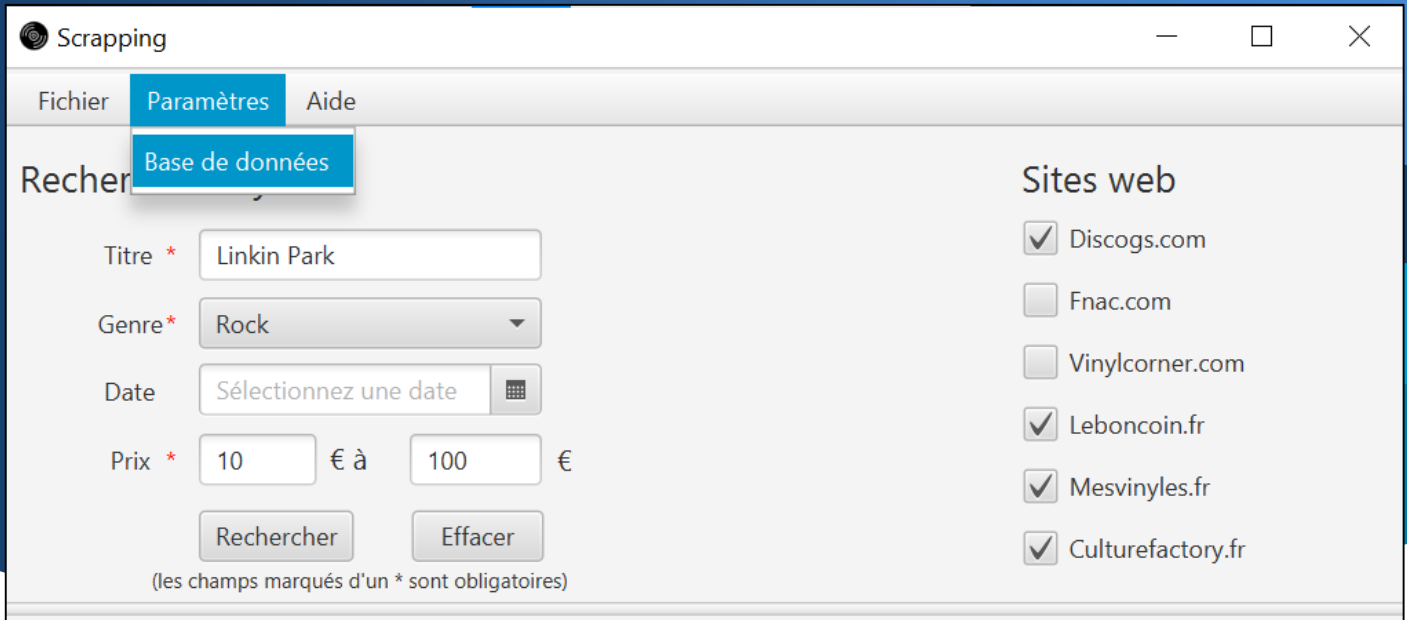 Scrapping
Fichier Paramètres Aide
Base de données
Recher
Sites web
Titre *
Linkin Park
Genre*
Rock
Date
Sélectionnez une date
Prix *
10
€ à
100
€
Rechercher
Effacer
(les champs marqués d'un * sont obligatoires)
Discogs.com
Fnac.com
Vinylcorner.com
Leboncoin.fr
Mesvinyles.fr
Culturefactory.fr